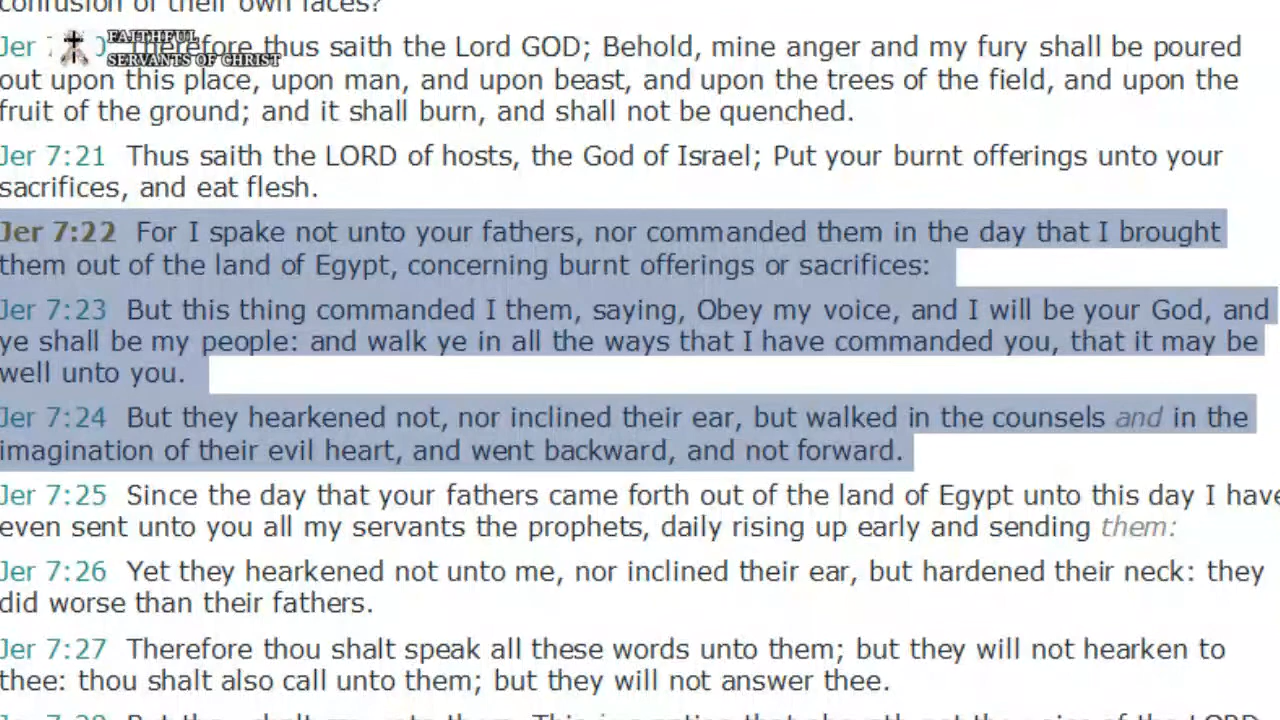 confusion of their own faces?
Jer 7:20 Therefore thus saith the Lord GOD; Behold, mine anger and my fury shall be poured
FAITHFUL
SERVANTS OF CHRIST
out upon this place, upon man, and upon beast, and upon the trees of the field, and upon the
fruit of the ground; and it shall burn, and shall not be quenched.
Jer 7:21 Thus saith the LORD of hosts, the God of Israel; Put your burnt offerings unto your
sacrifices, and eat flesh.
Jer 7:22 For I spake not unto your fathers, nor commanded them in the day that I brought
them out of the land of Egypt, concerning burnt offerings or sacrifices:
Jer 7:23 But this thing commanded I them, saying, Obey my voice, and I will be your God, and
ye shall be my people: and walk ye in all the ways that I have commanded you, that it may be
well unto you.
Jer 7:24 But they hearkened not, nor inclined their ear, but walked in the counsels and in the
imagination of their evil heart, and went backward, and not forward.
Jer 7:25 Since the day that your fathers came forth out of the land of Egypt unto this day I have
even sent unto you all my servants the prophets, daily rising up early and sending them:
Jer 7:26 Yet they hearkened not unto me, nor inclined their ear, but hardened their neck: they
did worse than their fathers.
Jer 7:27 Therefore thou shalt speak all these words unto them; but they will not hearken to
thee: thou shalt also call unto them; but they will not answer thee.